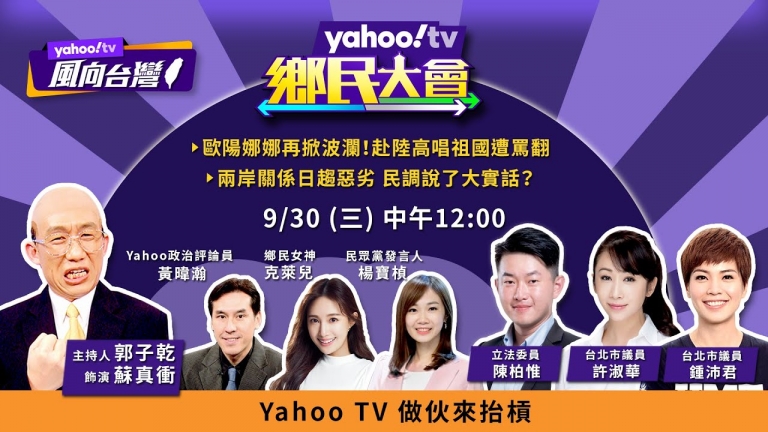 yahoo!tv
風向台灣
yahoo!tv
鄉民大會
歐陽娜娜再掀波瀾!赴陸高唱祖國遭罵翻
兩岸關係日趨惡劣 民調說了大實話?
9/30 (三) 中午12:00
Yahoo政治評論員
黃暐瀚
鄉民女神
克萊兒
民眾黨發言人
楊寶楨
主持人 郭子乾
飾演 蘇真衝
立法委員
陳柏惟
台北市議員
許淑華
台北市議員
鍾沛君
Yahoo TV 做伙來抬槓